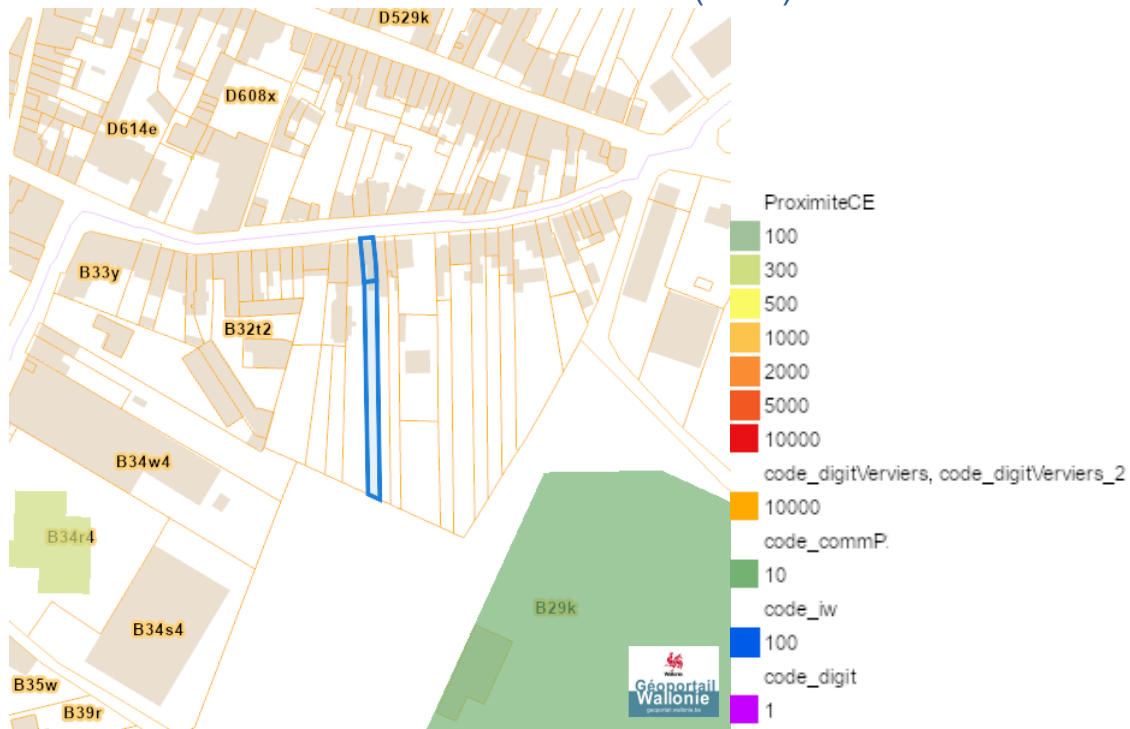 D529k
D608x
D614e
B33y
B32t2
B34w4
B34r4
B29k
B34s4
B35w
B39r
Wallonie
Géoportail
Wallonie
geoportail.wallonie.be
ProximiteCE
100
300
500
1000
2000
5000
10000
code_digitVerviers, code_digitVerviers_2
10000
code_commP.
10
code_iw
100
code_digit
1